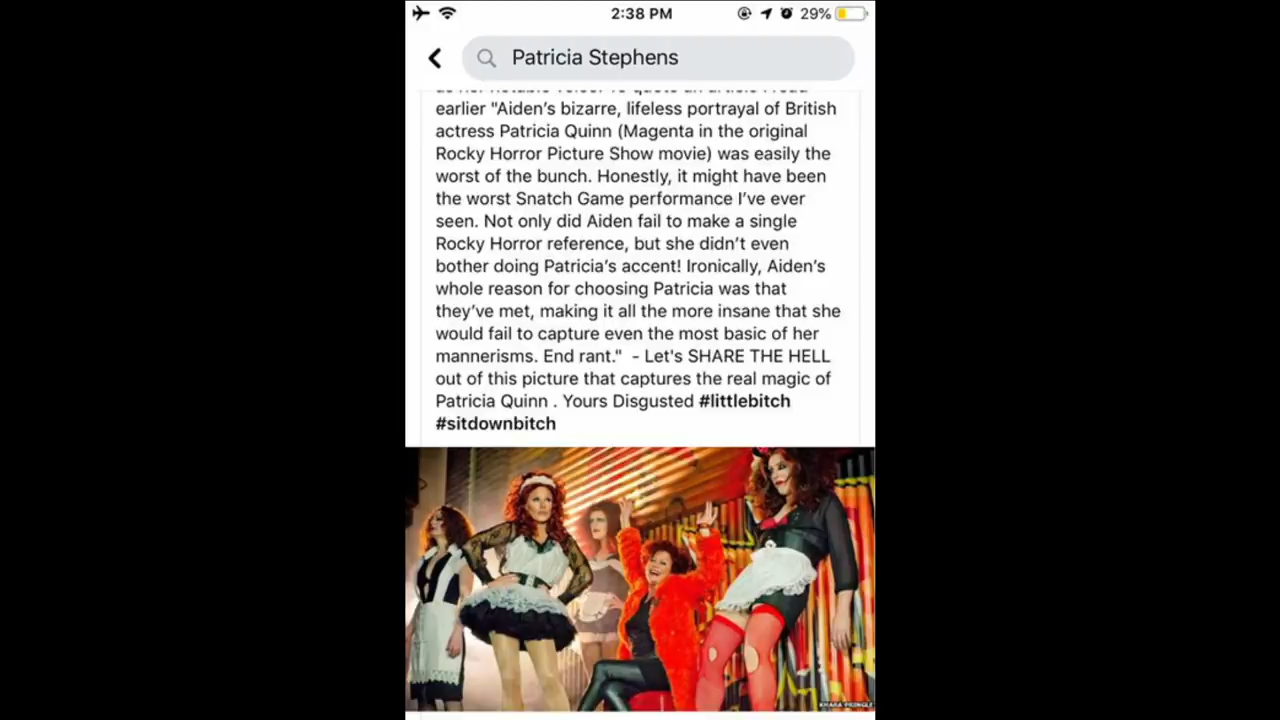 2:38 PM
29%
Patricia Stephens
earlier "Aiden's bizarre, lifeless portrayal of British
actress Patricia Quinn (Magenta in the original
Rocky Horror Picture Show movie) was easily the
worst of the bunch. Honestly, it might have been
the worst Snatch Game performance I've ever
seen. Not only did Aiden fail to make a single
Rocky Horror reference, but she didn't even
bother doing Patricia's accent! Ironically, Aiden's
whole reason for choosing Patricia was that
they've met, making it all the more insane that she
would fail to capture even the most basic of her
mannerisms. End rant."  - Let's SHARE THE HELL
out of this picture that captures the real magic of
Patricia Quinn . Yours Disgusted #littlebitch
#sitdownbitch
KHARA PRINGLE